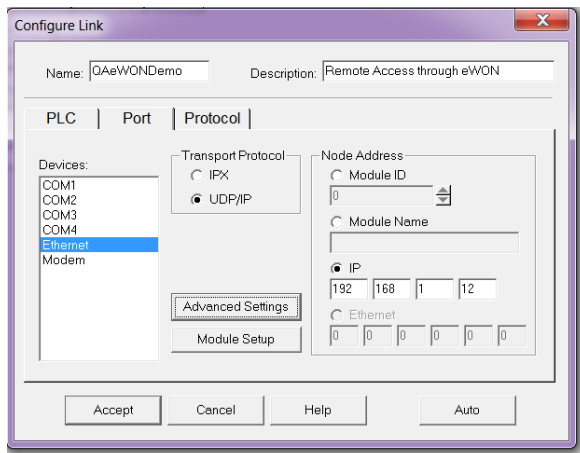 Configure Link
Name: QAeWONDemo Description: Remote Access through eWON
PLC Port Protocol
Devices:
COM1
COM2
COM3
COM4
Ethernet
Modem
Transport Protocol
IPX
UDP/IP
Advanced Settings
Module Setup
Node Address
Module ID
0
Module Name
IP
192 168 1 12
Ethernet
0 0 0 0 0 0
Accept Cancel Help Auto